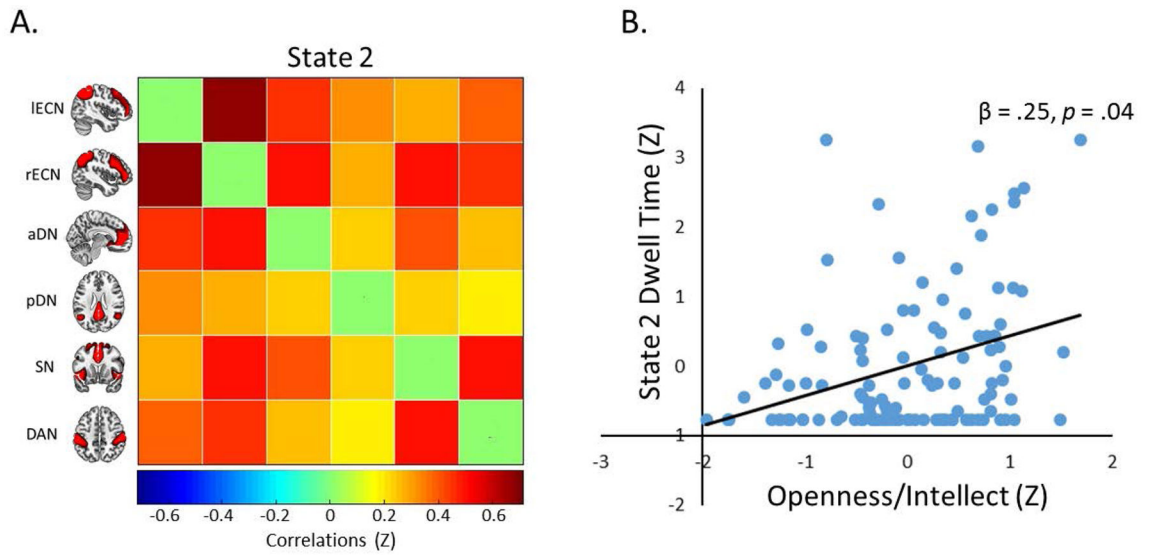 A.
State 2
lECN
rECN
aDN
pDN
SN
DAN
-0.6 -0.4 -0.2 0 0.2 0.4 0.6
Correlations (Z)
B.
β = .25, p = .04
State 2 Dwell Time (Z)
4
3
2
1
0
1
-2
-3 -2 -1 0 1 2
Openness/Intellect (Z)